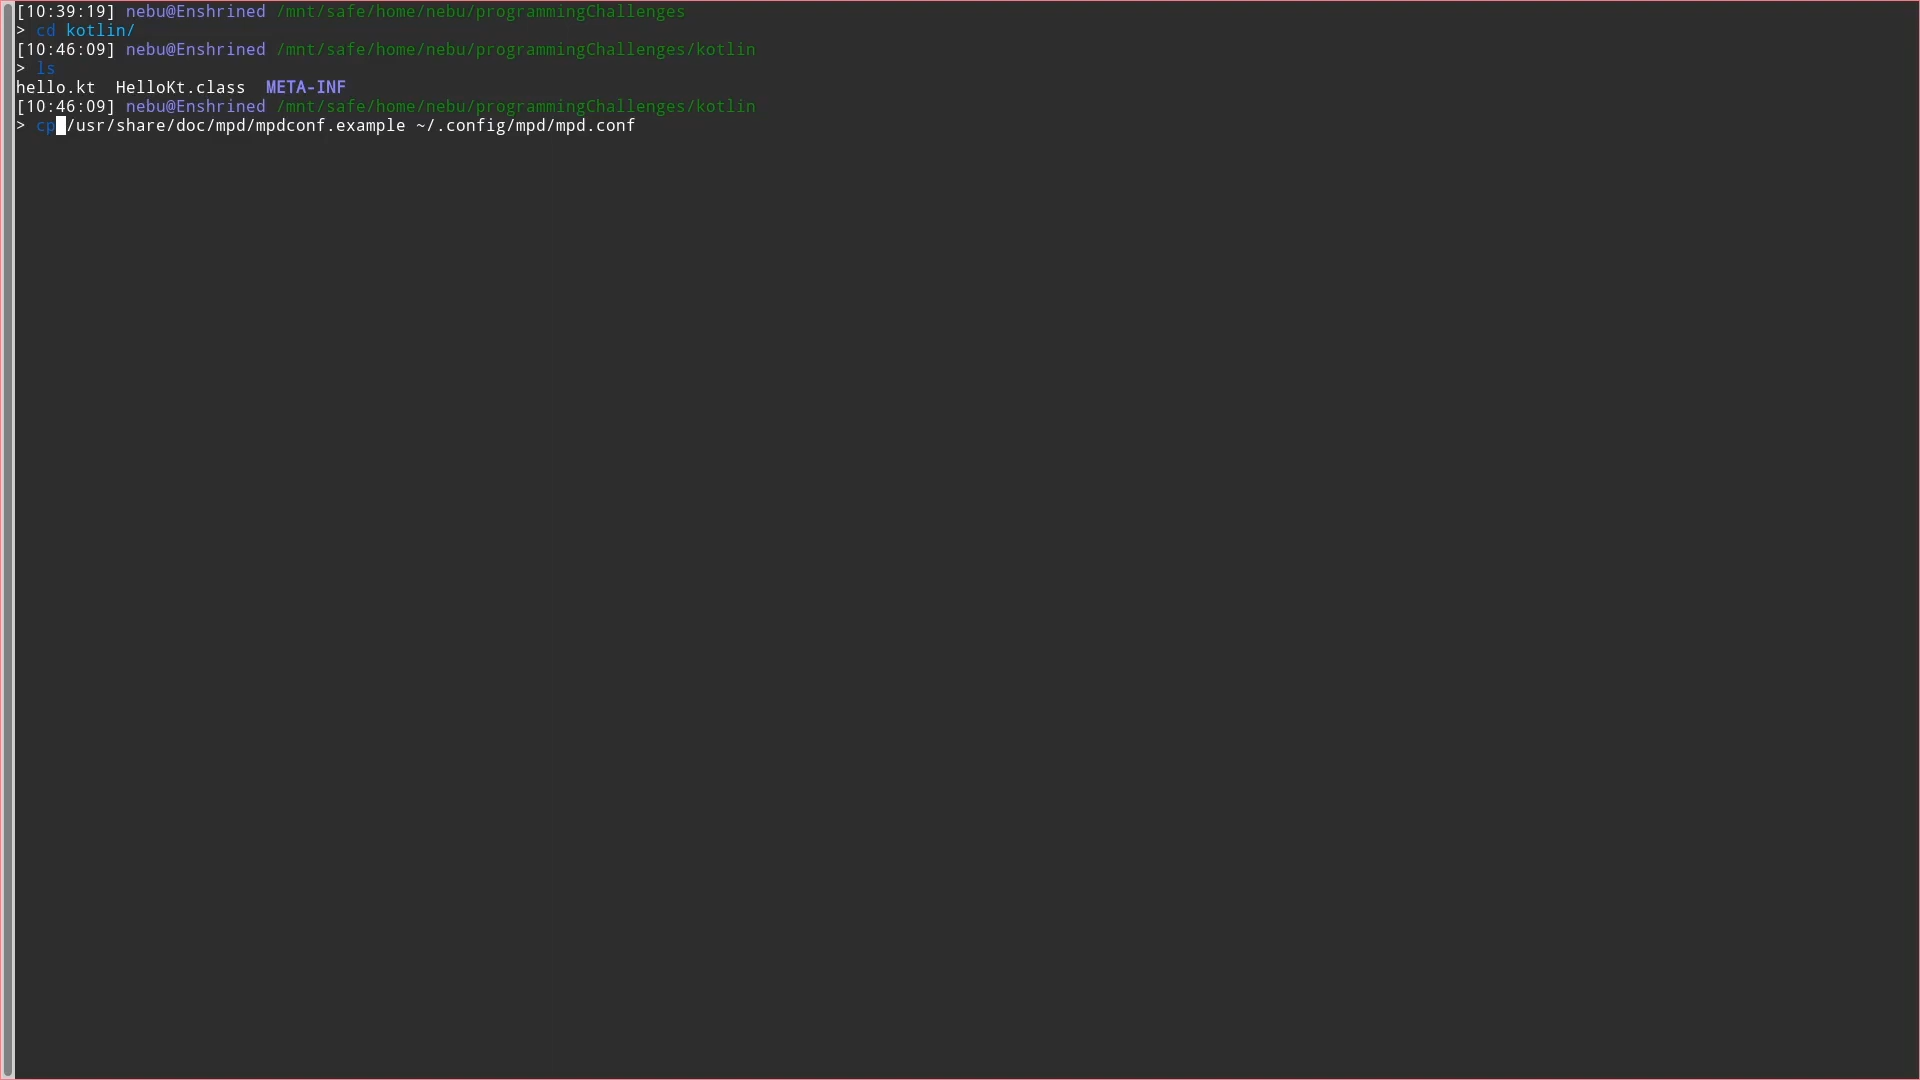 [10:39:19] nebu@Enshrined /mnt/safe/home/nebu/programmingChallenges
> cd kotlin/
[10:46:09] nebu@Enshrined /mnt/safe/home/nebu/programmingChallenges/kotlin
> ls
hello.kt  HelloKt.class  META-INF
[10:46:09] nebu@Enshrined /mnt/safe/home/nebu/programmingChallenges/kotlin
> cp /usr/share/doc/mpd/mpdconf.example ~/.config/mpd/mpd.conf